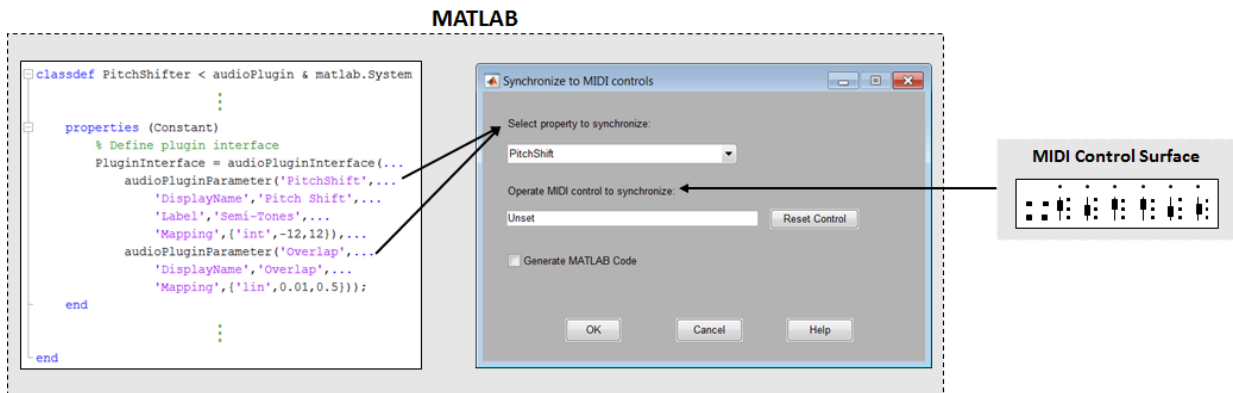 MATLAB
classdef PitchShifter < audioPlugin & matlab.System
properties (Constant)
% Define plugin interface
PluginInterface = audioPluginInterface(...
audioPluginParameter('PitchShift',...
'DisplayName','Pitch Shift',...
'Label','Semi-Tones',...
'Mapping',{'int',-12,12}),...
audioPluginParameter('Overlap',...
'DisplayName','Overlap',...
'Mapping',{'lin',0.01,0.5}));
end
end
Synchronize to MIDI controls
Select property to synchronize:
PitchShift
Operate MIDI control to synchronize:
Unset
Reset Control
Generate MATLAB Code
OK
Cancel
Help
MIDI Control Surface